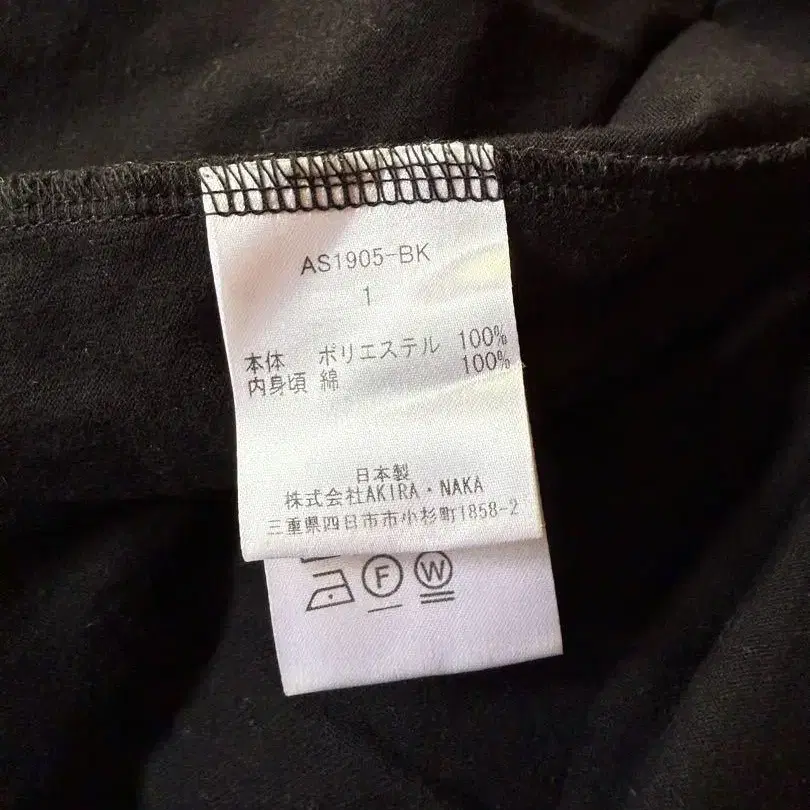 AS1905-BK
1
本体 ポリエステル 100%
内身頃 綿 100%
日本製
株式会社AKIRA・NAKA
三重県四日市市小杉町1858-2
F W